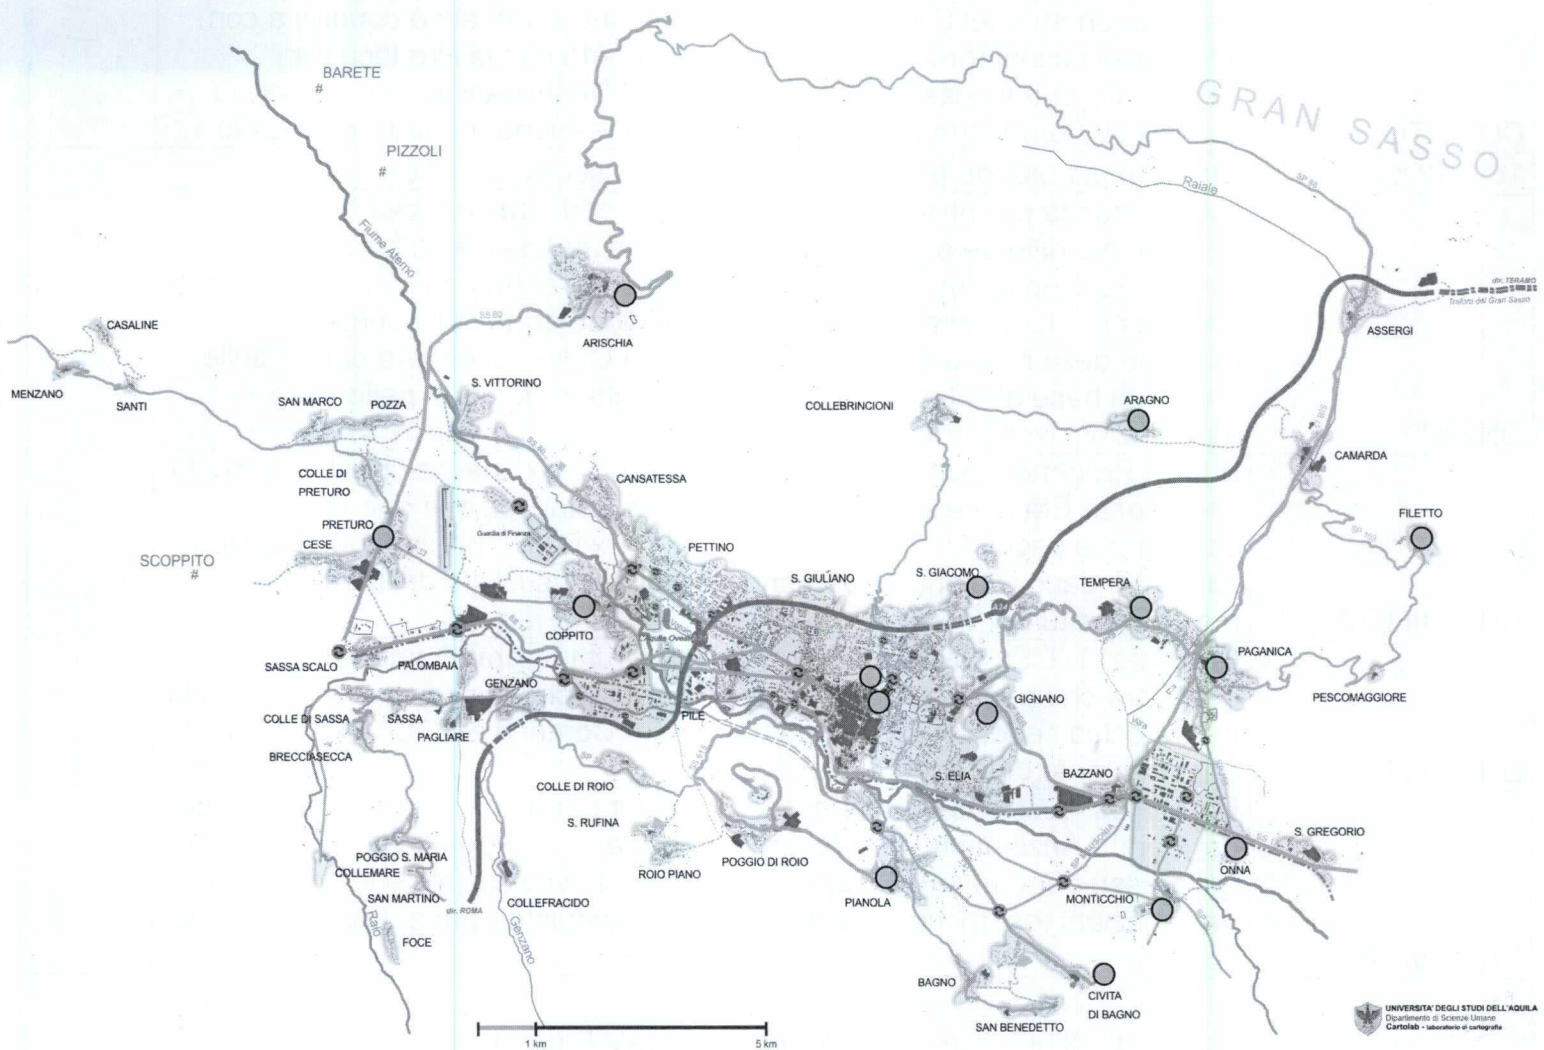 BARETE
#
PIZZOLI
#
GRAN SASSO
Raiale
SP 86
Fiume Aterno
dir. TERAMO
Traforo del Gran Sasso
ASSERGI
SS 80
ARISCHIA
CASALINE
MENZANO
SANTI
S. VITTORINO
SAN MARCO
POZZA
COLLEBRINCIONI
ARAGNO
CAMARDA
COLLE DI
PRETURO
CANSATESSA
PRETURO
CESE
Guardia di Finanza
SCOPPITO
#
PETTINO
S. GIULIANO
S. GIACOMO
TEMPERA
FILETTO
COPPITO
PAGANICA
SASSA SCALO
PALOMBAIA
GENZANO
PESCOMAGGIORE
COLLE DI SASSA
SASSA
PAGLIARE
PILE
GIGNANO
BRECCIASECCA
COLLE DI ROIO
S. ELIA
BAZZANO
S. RUFINA
S. GREGORIO
POGGIO S. MARIA
COLLEMARE
ROIO PIANO
POGGIO DI ROIO
ONNA
SAN MARTINO
dir. ROMA
COLLEFRACIDO
PIANOLA
MONTICCHIO
Raio
FOCE
Genzano
BAGNO
CIVITA
DI BAGNO
SAN BENEDETTO
1 km
5 km
UNIVERSITA' DEGLI STUDI DELL'AQUILA
Dipartimento di Scienze Umane
Cartolab - laboratorio di cartografia